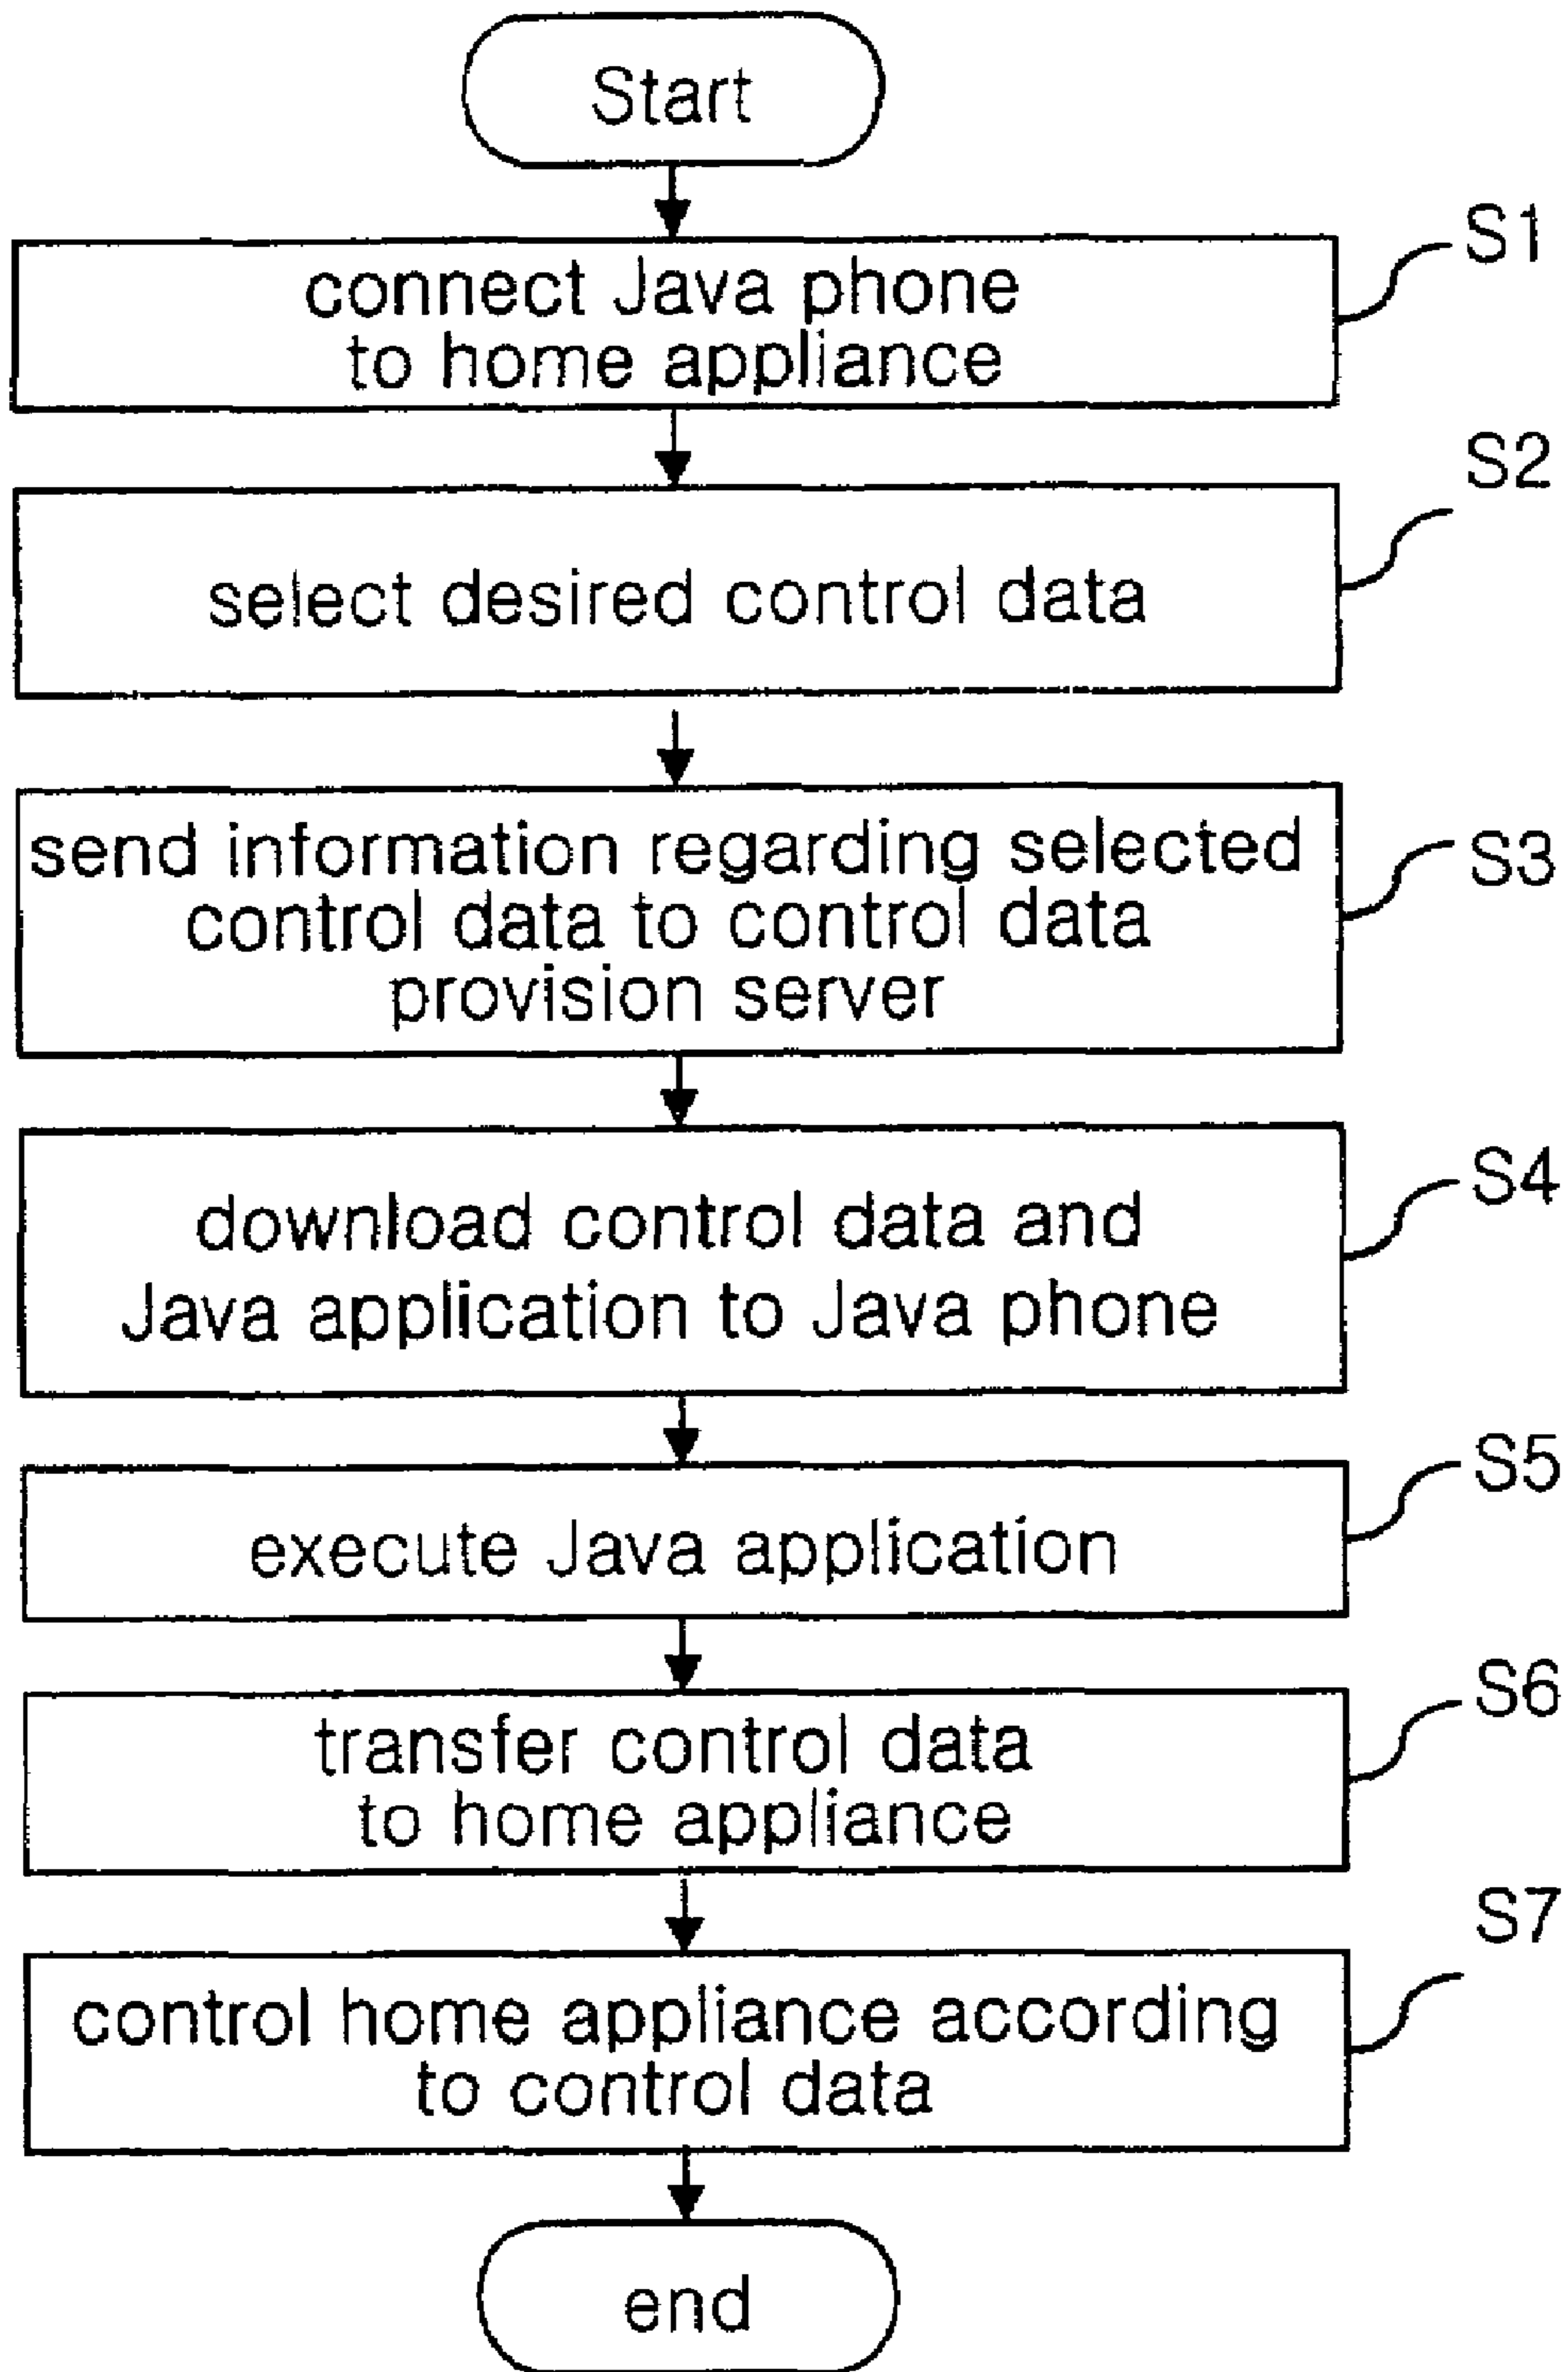 Start
S1
connect Java phone
to home appliance
S2
select desired control data
send information regarding selected
S3
control data to control data
provision server
S4
download control data and
Java application to Java phone
S5
execute Java application
S6
transfer control data
to home appliance
S7
control home appliance according
to control data
end